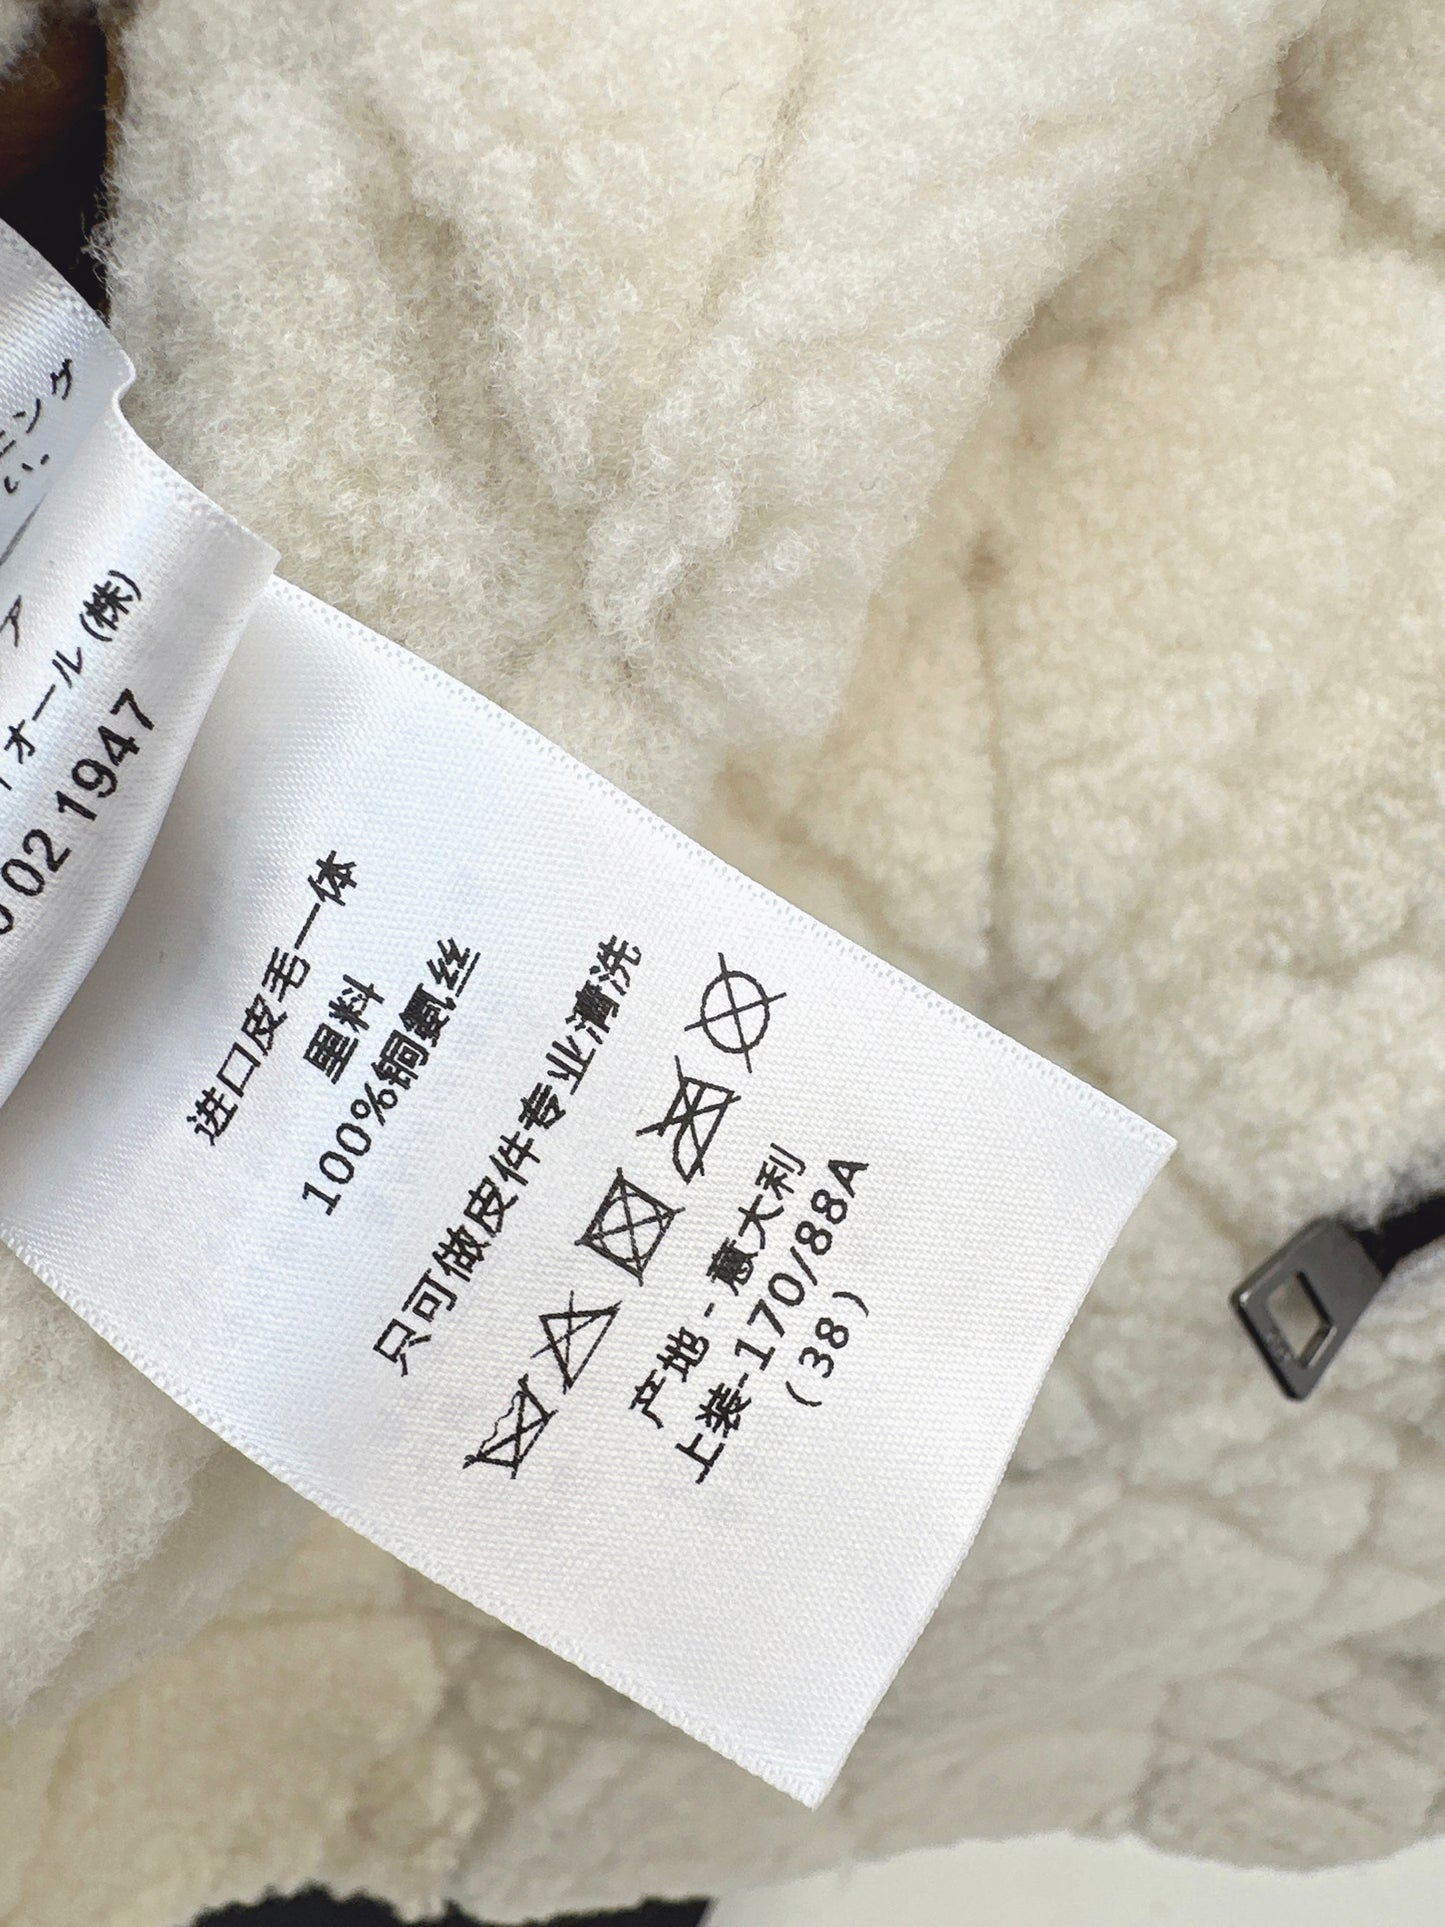 ミング
い。
ア
オール (株)
02 1947
进口皮毛一体
里料
100%铜氨丝
只可做皮件专业清洗
产地 - 意大利
上装-170/88A
(38)